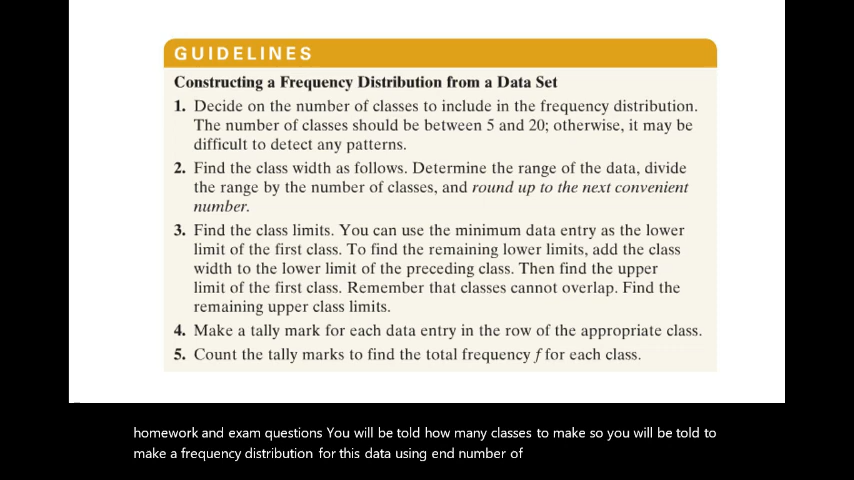 GUIDELINES
Constructing a Frequency Distribution from a Data Set
1. Decide on the number of classes to include in the frequency distribution.
The number of classes should be between 5 and 20; otherwise, it may be
difficult to detect any patterns.
2. Find the class width as follows. Determine the range of the data, divide
the range by the number of classes, and round up to the next convenient
number.
3. Find the class limits. You can use the minimum data entry as the lower
limit of the first class. To find the remaining lower limits, add the class
width to the lower limit of the preceding class. Then find the upper
limit of the first class. Remember that classes cannot overlap. Find the
remaining upper class limits.
4. Make a tally mark for each data entry in the row of the appropriate class.
5. Count the tally marks to find the total frequency f for each class.
homework and exam questions You will be told how many classes to make so you will be told to
make a frequency distribution for this data using end number of